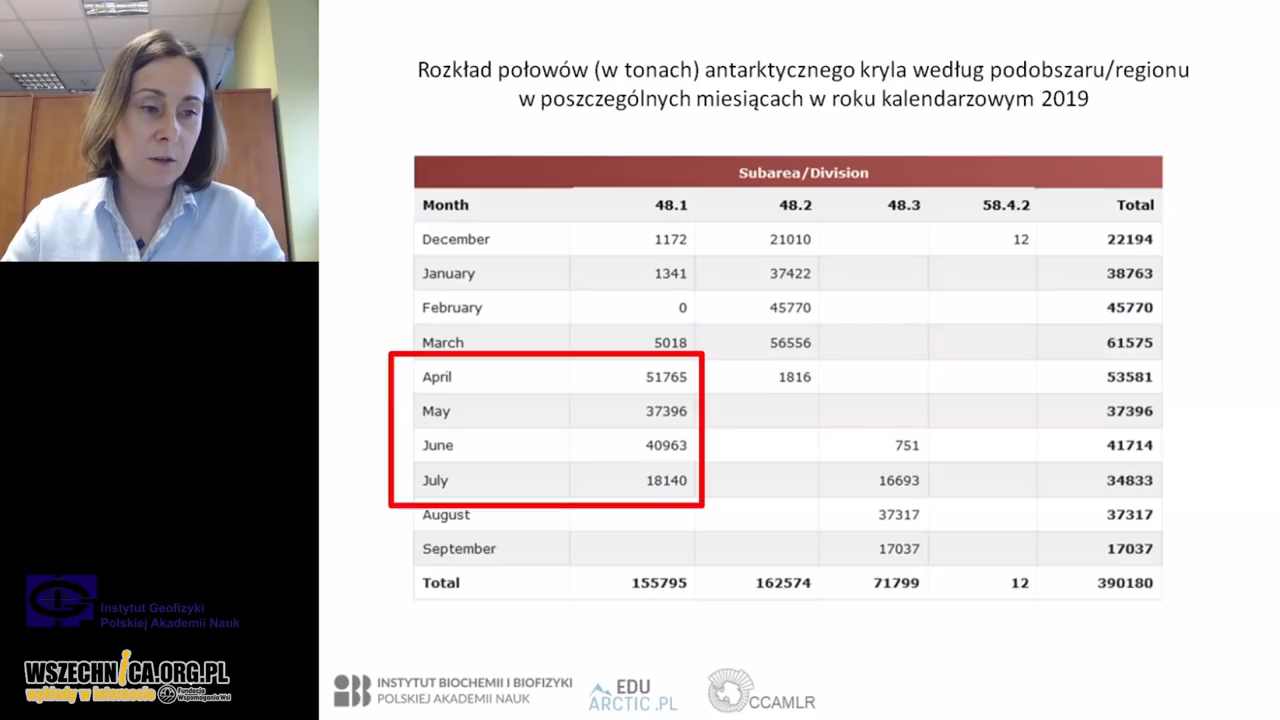 Rozkład połowów (w tonach) antarktycznego kryla według podobszaru/regionu
w poszczególnych miesiącach w roku kalendarzowym 2019
Subarea/Division
Month 48.1 48.2 48.3 58.4.2 Total
December 1172 21010 12 22194
January 1341 37422 38763
February 0 45770 45770
March 5018 56556 61575
April 51765 1816 53581
May 37396 37396
June 40963 751 41714
July 18140 16693 34833
August 37317 37317
September 17037 17037
Total 155795 162574 71799 12 390180
Instytut Geofizyki
Polskiej Akademii Nauk
WSZECHNICA.ORG.PL
wykłady w internecie
Fundacja
Wspomagania Wsi
INSTYTUT BIOCHEMII I BIOFIZYKI
POLSKIEJ AKADEMII NAUK
EDU
ARCTIC.PL
CCAMLR